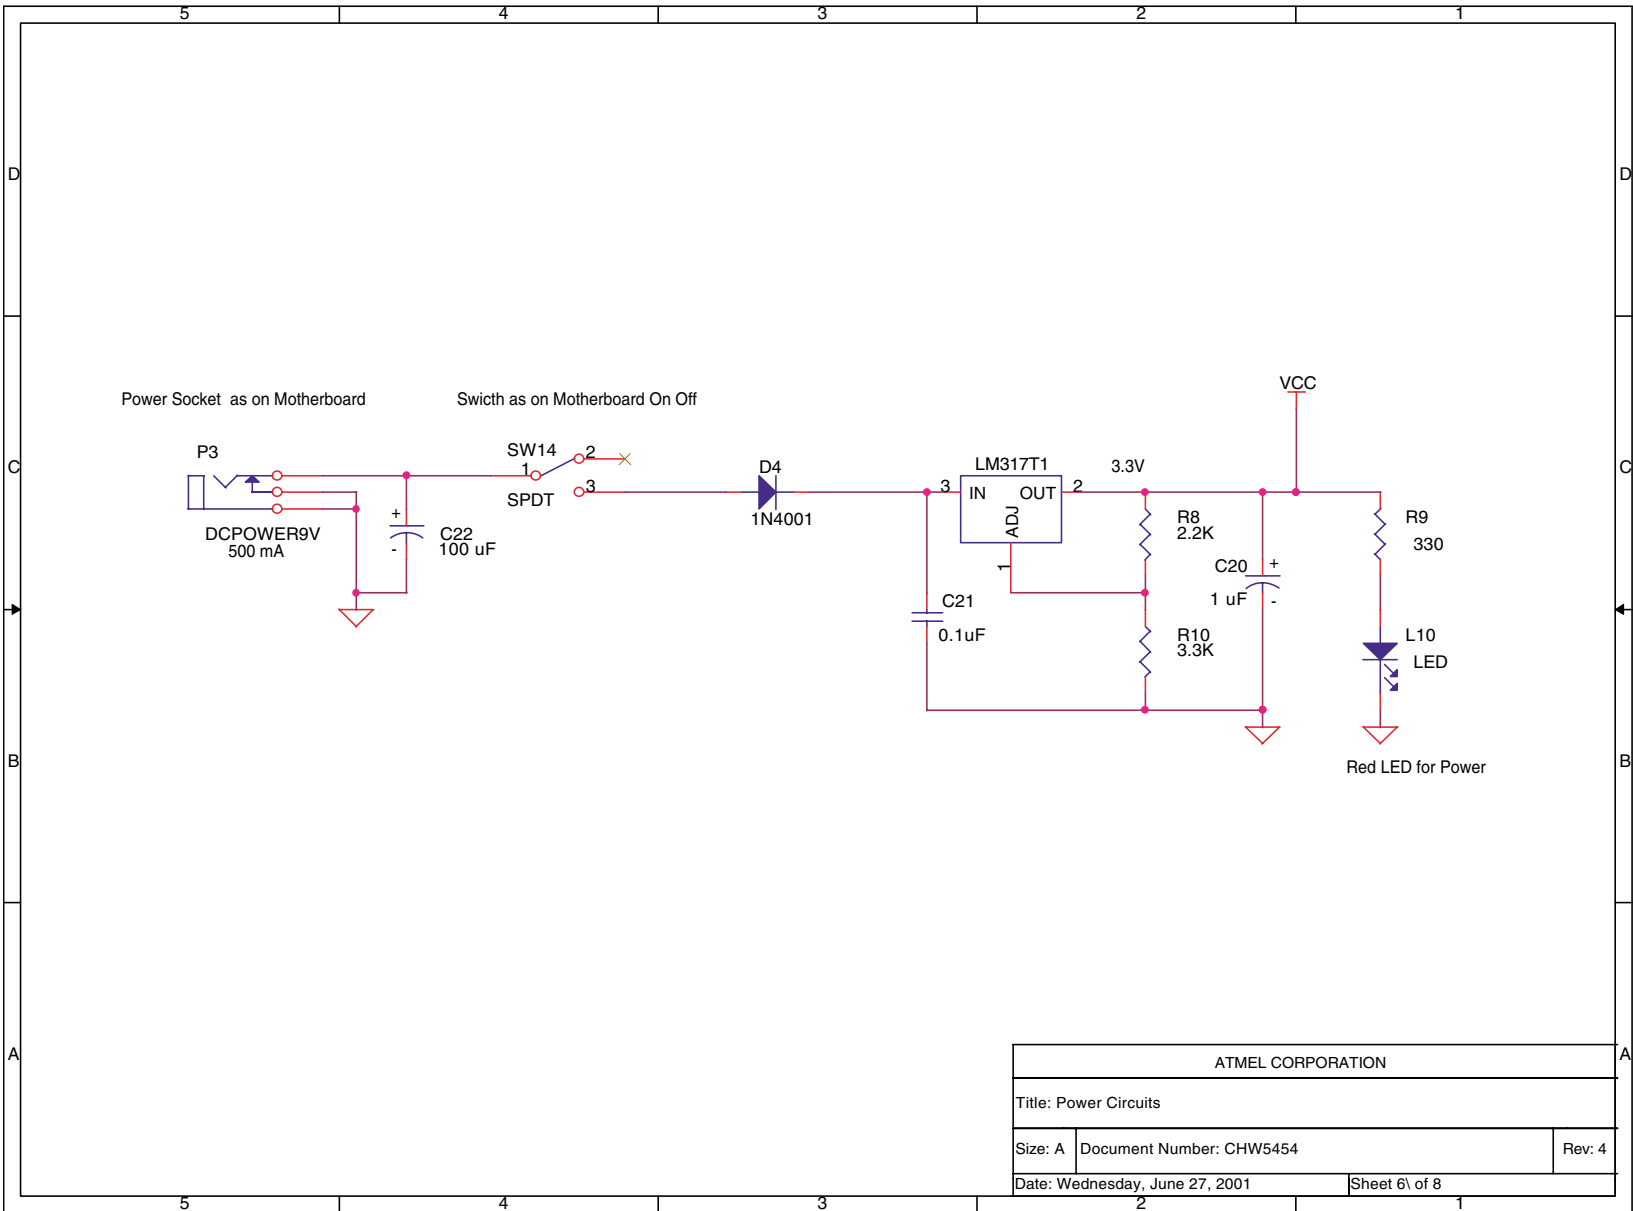 5 4 3 2 1
D D
VCC
Power Socket as on Motherboard Swicth as on Motherboard On Off
P3 SW14 2
C 1 D4 LM317T1 3.3V C
3 3 IN OUT 2
SPDT ADJ
1N4001
DCPOWER9V
500 mA
+
-
C22
100 uF
R8
2.2K
R9
330
1
C20 +
1 uF -
C21
0.1uF
R10
3.3K
L10
LED
B B
Red LED for Power
A A
ATMEL CORPORATION
Title: Power Circuits
Size: A Document Number: CHW5454 Rev: 4
Date: Wednesday, June 27, 2001 Sheet 6\ of 8
5 4 3 2 1